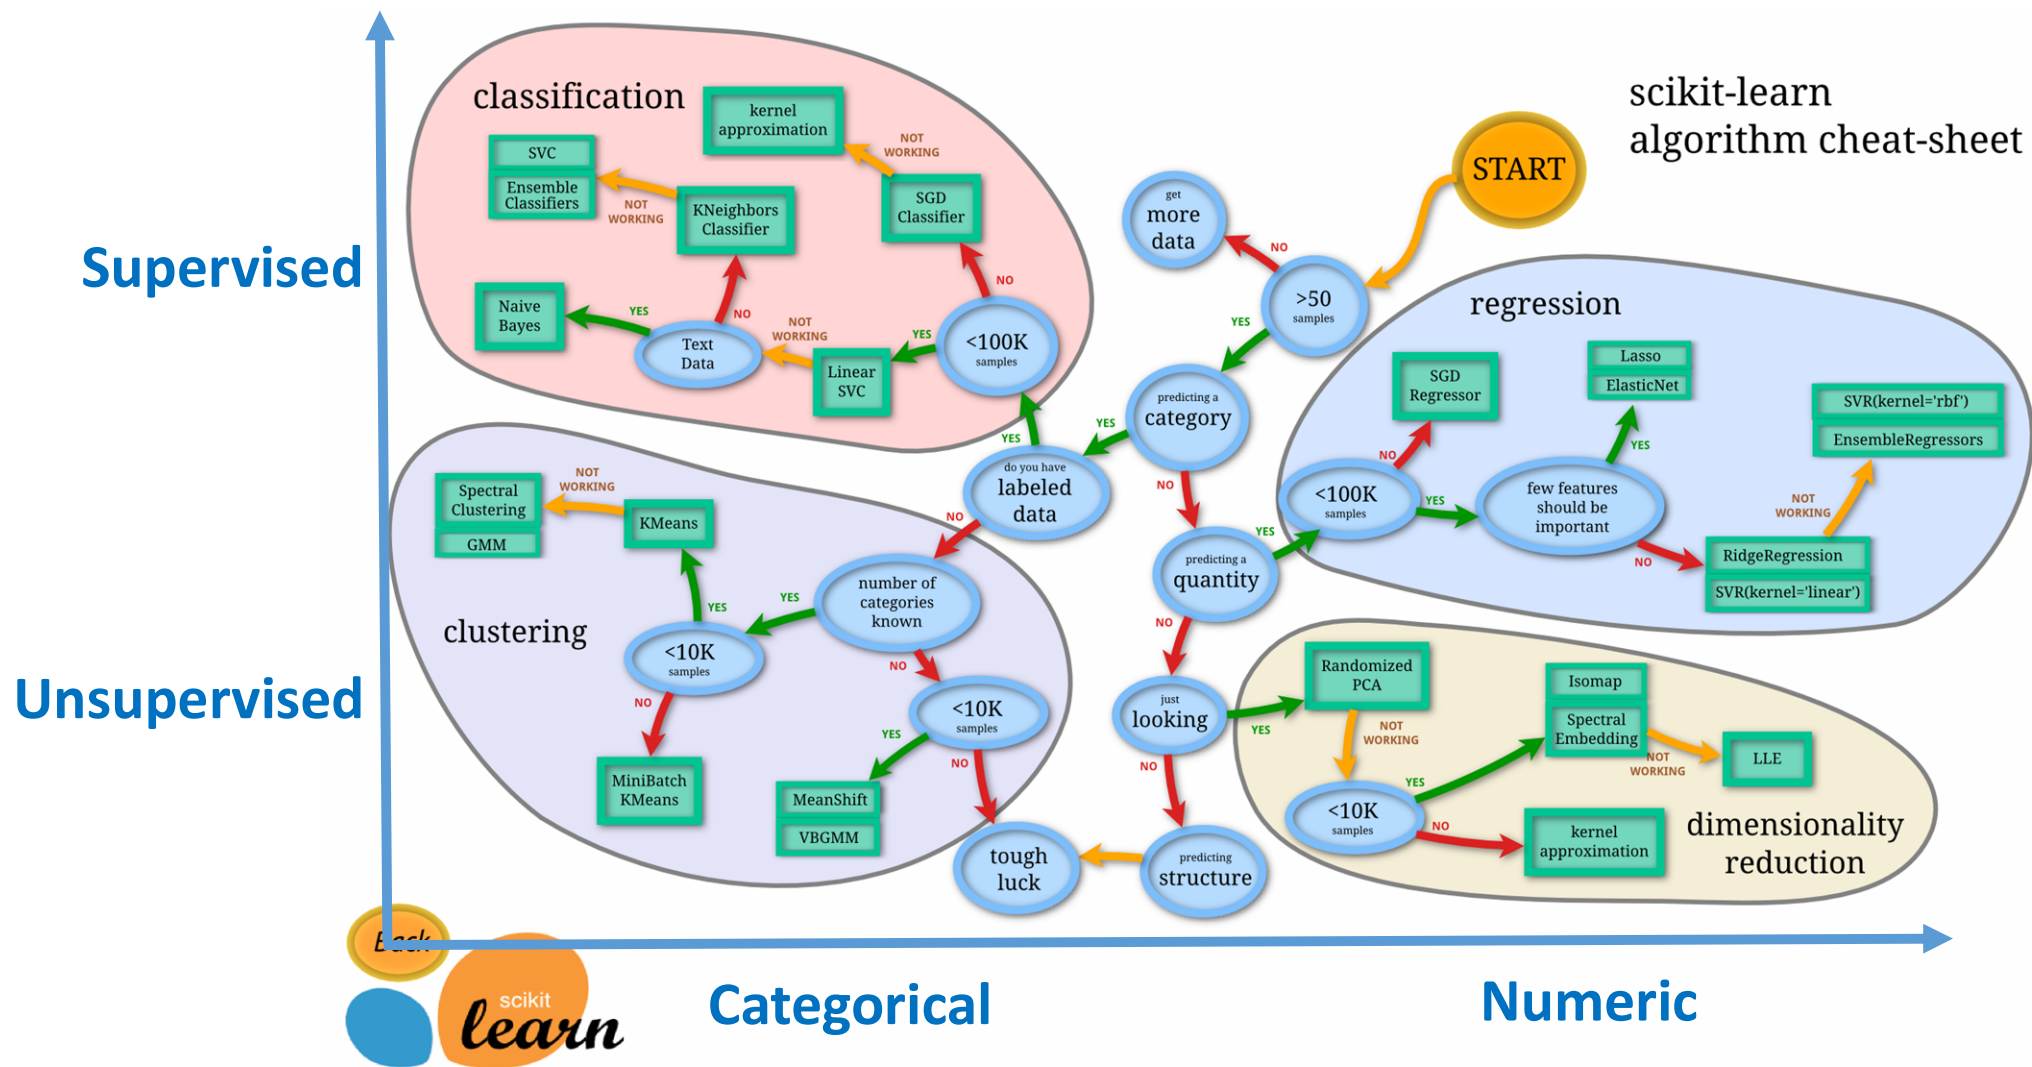 scikit-learn
algorithm cheat-sheet
START
classification
kernel
approximation
NOT
WORKING
SVC
Ensemble
Classifiers
NOT
WORKING
KNeighbors
Classifier
SGD
Classifier
NO
Naive
Bayes
YES
Text
Data
NO
NOT
WORKING
Linear
SVC
YES
<100K
samples
get
more
data
NO
>50
samples
YES
predicting a
category
YES
NO
do you have
labeled
data
YES
NO
predicting a
quantity
YES
NO
just
looking
YES
NO
predicting
structure
tough
luck
regression
SGD
Regressor
Lasso
ElasticNet
SVR(kernel='rbf')
EnsembleRegressors
NO
YES
<100K
samples
YES
few features
should be
important
NOT
WORKING
NO
RidgeRegression
SVR(kernel='linear')
clustering
Spectral
Clustering
GMM
NOT
WORKING
KMeans
YES
<10K
samples
YES
number of
categories
known
NO
NO
MiniBatch
KMeans
<10K
samples
YES
NO
MeanShift
VBGMM
Randomized
PCA
NOT
WORKING
Isomap
Spectral
Embedding
NOT
WORKING
LLE
YES
<10K
samples
NO
kernel
approximation
dimensionality
reduction
Supervised
Unsupervised
Back
scikit
learn
Categorical
Numeric